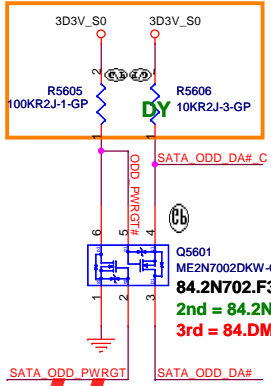 3D3V_S0 3D3V_S0
2
R5605
100KR2J-1-GP
R5606
10KR2J-3-GP
DY
1 1
SATA_ODD_DA#_C
ODD_PWRGT#
6 5 4
Q5601
ME2N7002DKW-
84.2N702.F3
2nd = 84.2N
3rd = 84.DM
1 2 3
SATA_ODD_PWRGT SATA_ODD_DA#